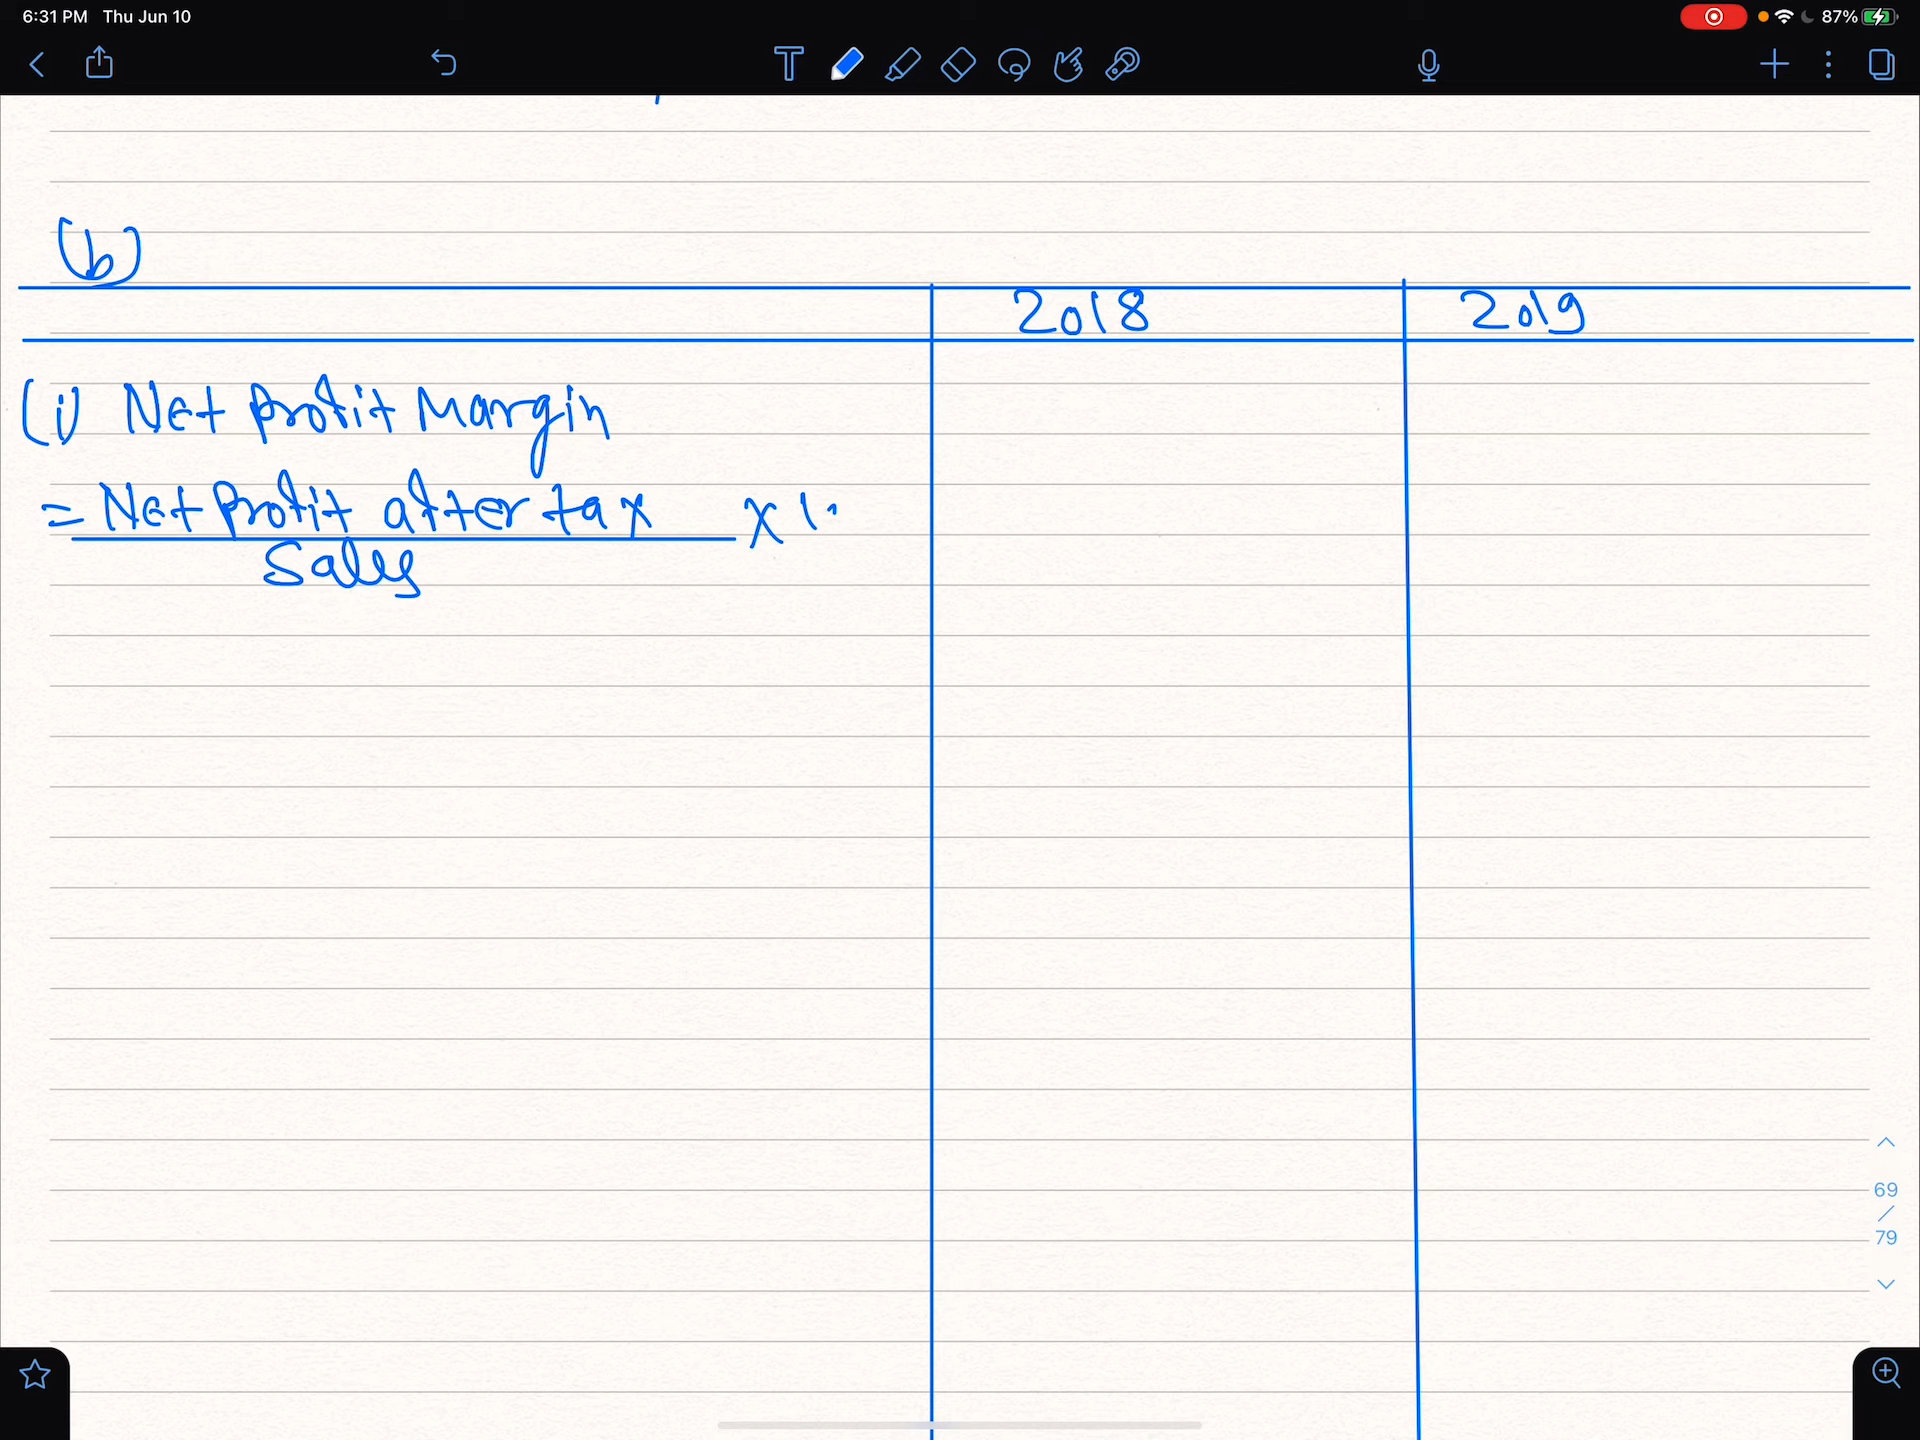 6:31 PM Thu Jun 10
87%
(b)
2018 2019
(i) Net Profit Margin
= Net Profit after tax x 1
Sales
69
/
79